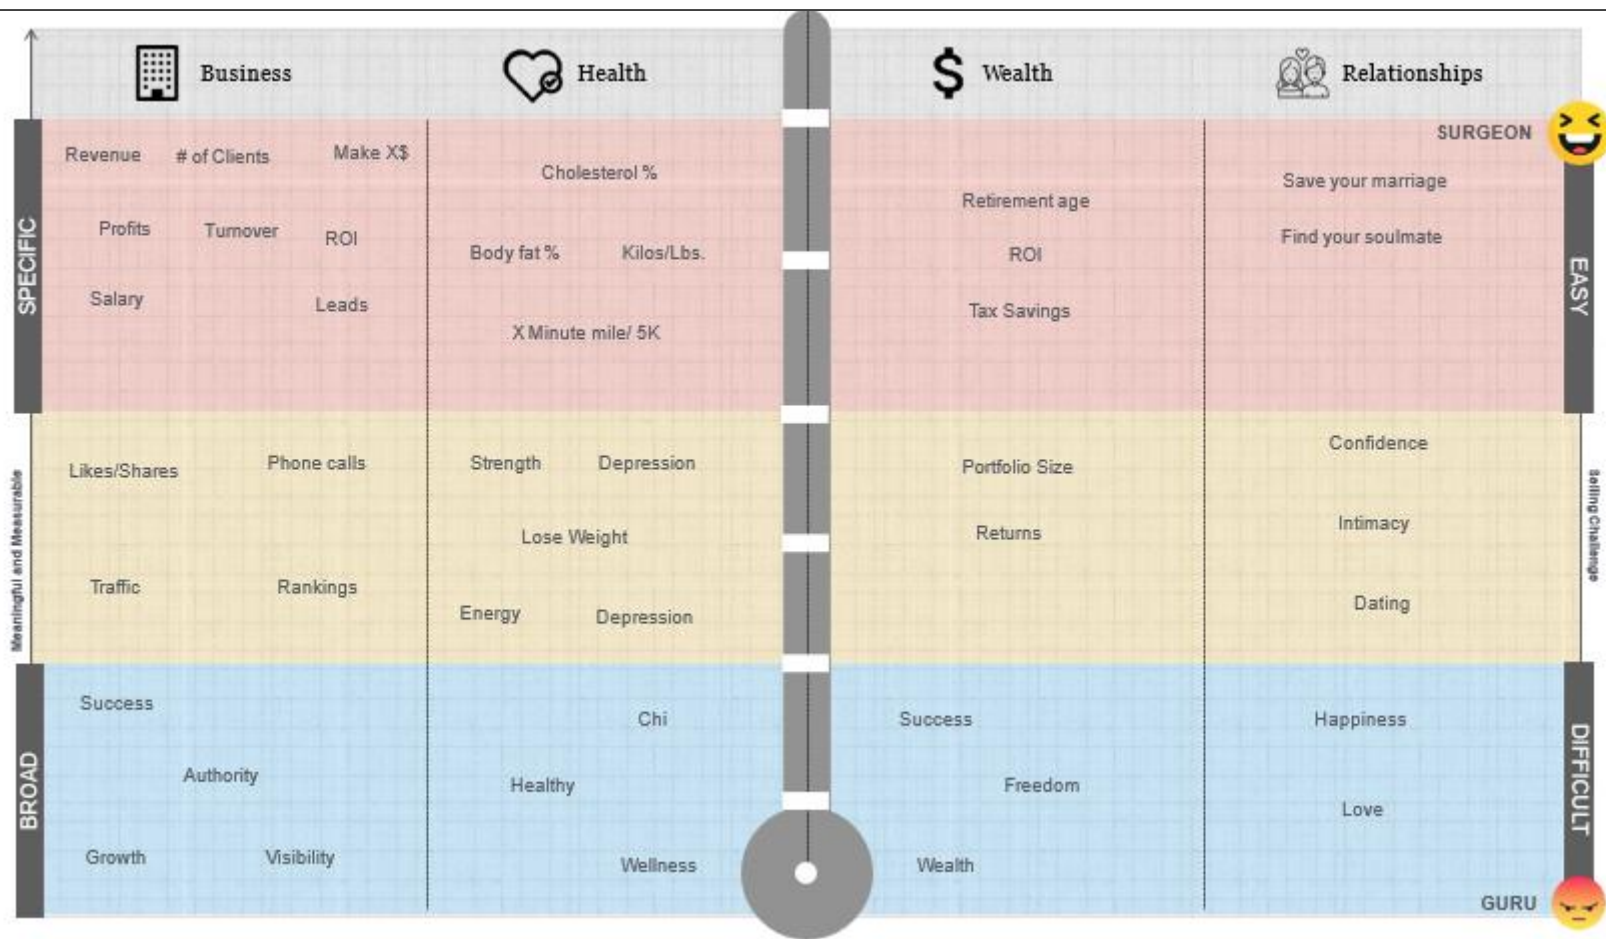 Business
Health
Wealth
Relationships
SURGEON
SPECIFIC
EASY
Revenue
# of Clients
Make X$
Profits
Turnover
ROI
Salary
Leads
Cholesterol %
Body fat %
Kilos/Lbs.
X Minute mile/ 5K
Retirement age
ROI
Tax Savings
Save your marriage
Find your soulmate
Meaningful and Measurable
Selling Challenge
Likes/Shares
Phone calls
Traffic
Rankings
Strength
Depression
Lose Weight
Energy
Depression
Portfolio Size
Returns
Confidence
Intimacy
Dating
BROAD
DIFFICULT
Success
Authority
Growth
Visibility
Chi
Healthy
Wellness
Success
Freedom
Wealth
Happiness
Love
GURU